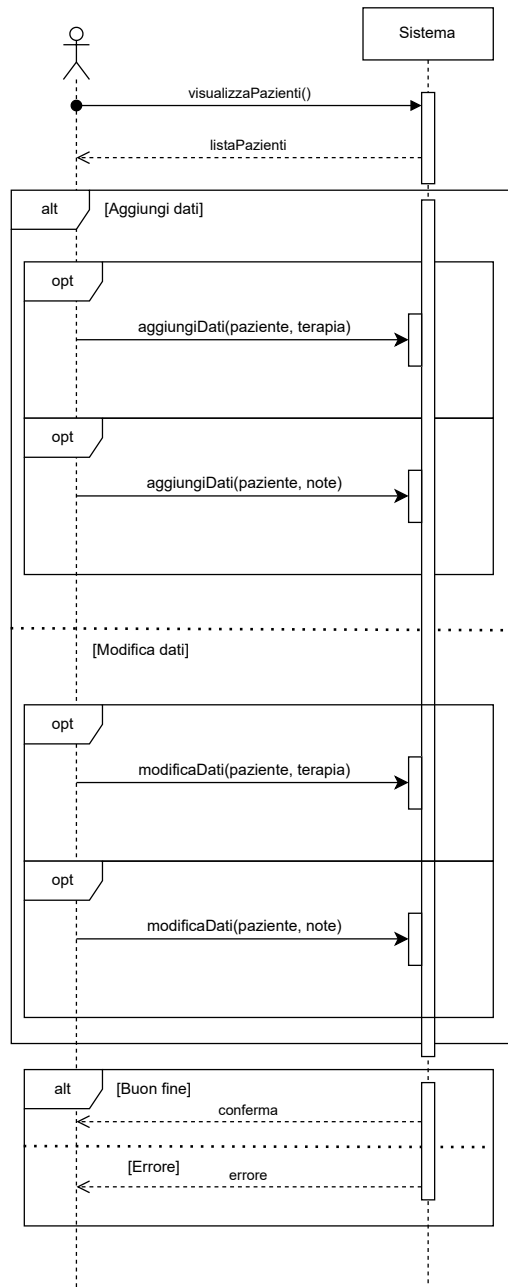 Sistema
visualizzaPazienti()
listaPazienti
alt
[Aggiungi dati]
opt
aggiungiDati(paziente, terapia)
opt
aggiungiDati(paziente, note)
[Modifica dati]
opt
modificaDati(paziente, terapia)
opt
modificaDati(paziente, note)
alt
[Buon fine]
conferma
[Errore]
errore